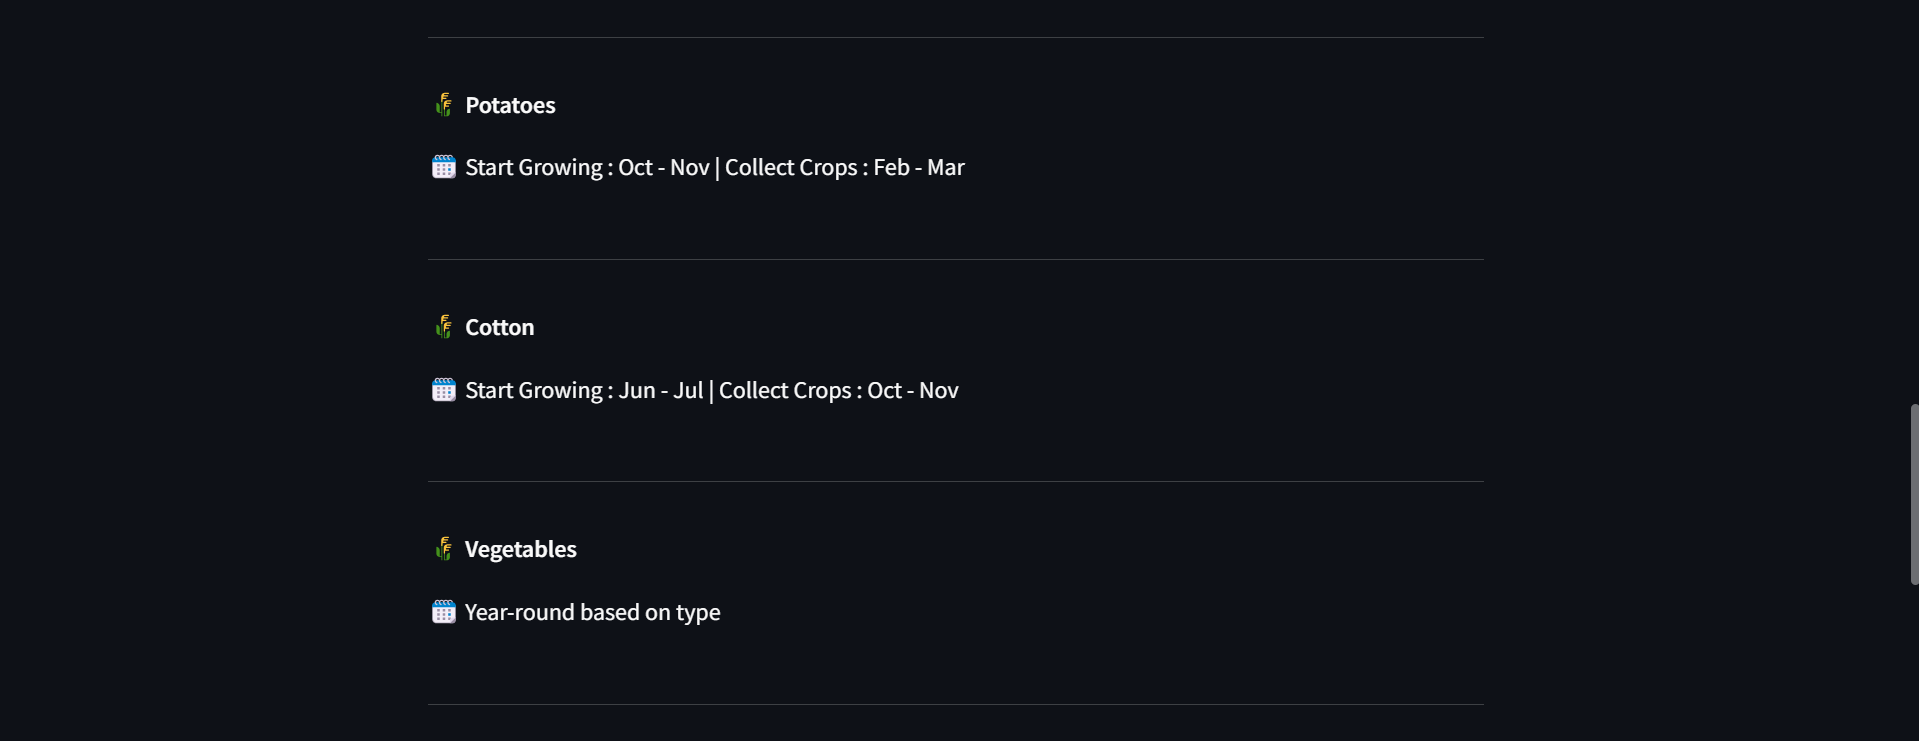 Potatoes
Start Growing : Oct - Nov | Collect Crops : Feb - Mar
Cotton
Start Growing : Jun - Jul | Collect Crops : Oct - Nov
Vegetables
Year-round based on type